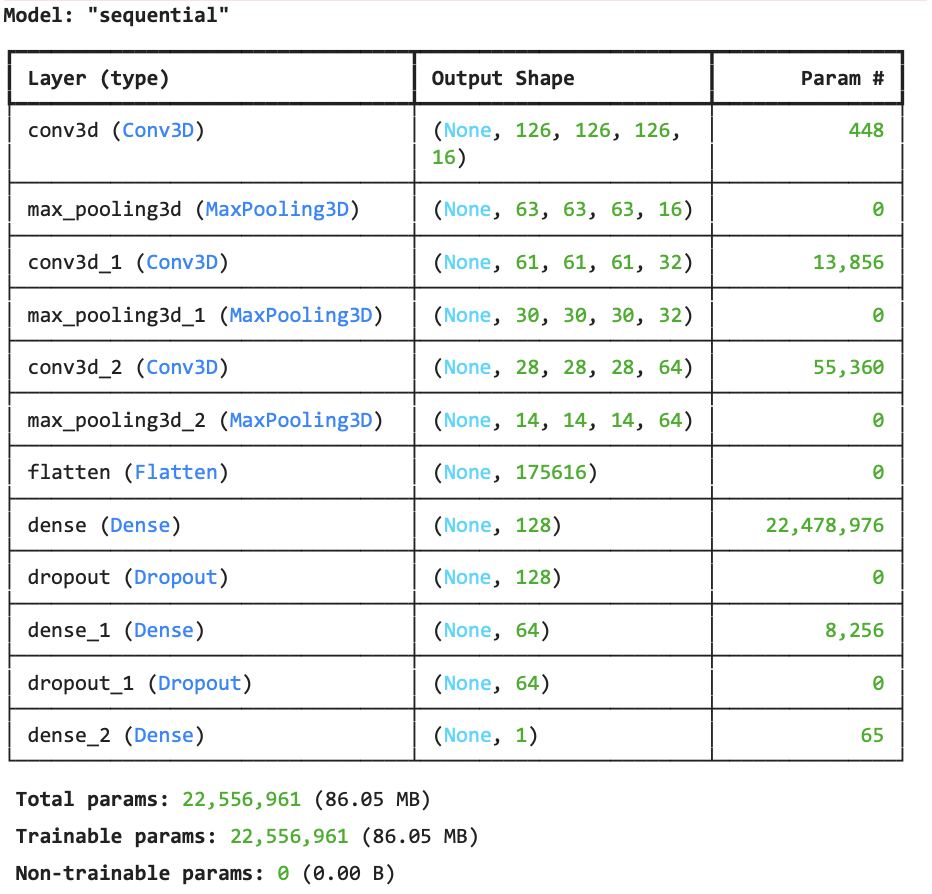 Model: "sequential"
Layer (type) Output Shape Param #
conv3d (Conv3D) (None, 126, 126, 126, 448
16)
max_pooling3d (MaxPooling3D) (None, 63, 63, 63, 16) 0
conv3d_1 (Conv3D) (None, 61, 61, 61, 32) 13,856
max_pooling3d_1 (MaxPooling3D) (None, 30, 30, 30, 32) 0
conv3d_2 (Conv3D) (None, 28, 28, 28, 64) 55,360
max_pooling3d_2 (MaxPooling3D) (None, 14, 14, 14, 64) 0
flatten (Flatten) (None, 175616) 0
dense (Dense) (None, 128) 22,478,976
dropout (Dropout) (None, 128) 0
dense_1 (Dense) (None, 64) 8,256
dropout_1 (Dropout) (None, 64) 0
dense_2 (Dense) (None, 1) 65
Total params: 22,556,961 (86.05 MB)
Trainable params: 22,556,961 (86.05 MB)
Non-trainable params: 0 (0.00 B)